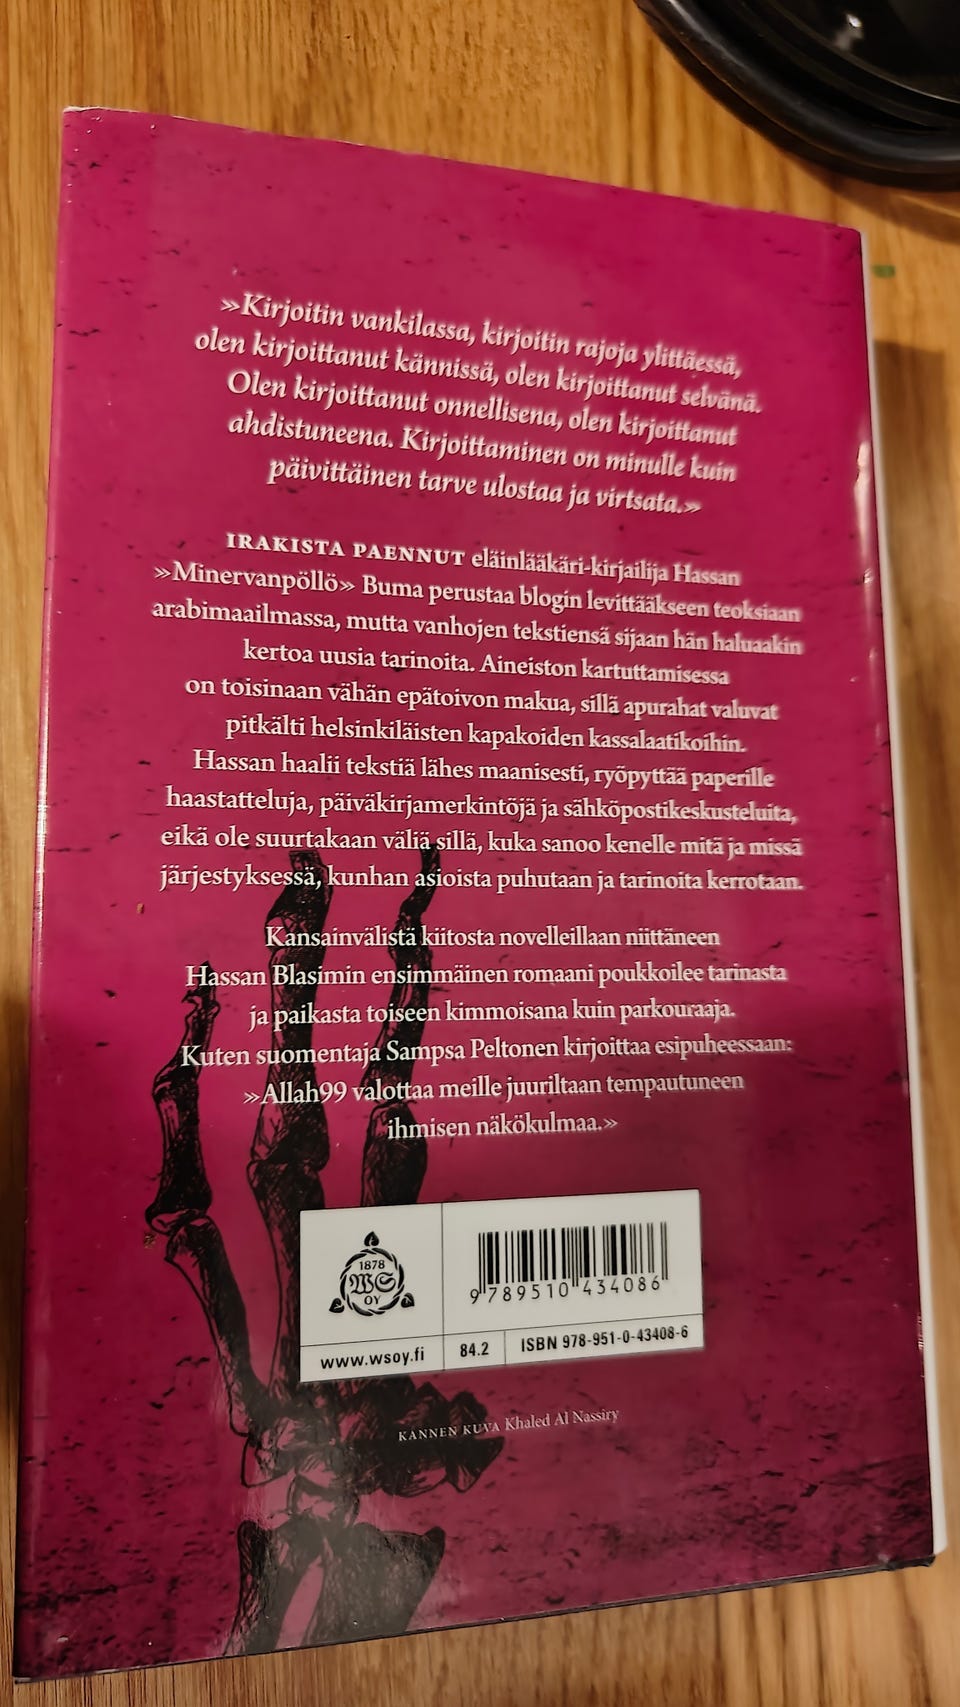 »Kirjoitin vankilassa, kirjoitin rajoja ylittäessä,
olen kirjoittanut kännissä, olen kirjoittanut selvänä.
Olen kirjoittanut onnellisena, olen kirjoittanut
ahdistuneena. Kirjoittaminen on minulle kuin
päivittäinen tarve ulostaa ja virtsata.»
IRAKISTA PAENNUT eläinlääkäri-kirjailija Hassan
»Minervanpöllö» Buma perustaa blogin levittääkseen teoksiaan
arabimaailmassa, mutta vanhojen tekstiensä sijaan hän haluaakin
kertoa uusia tarinoita. Aineiston kartuttamisessa
on toisinaan vähän epätoivon makua, sillä apurahat valuvat
pitkälti helsinkiläisten kapakoiden kassalaatikoihin.
Hassan haalii tekstiä lähes maanisesti, ryöpyttää paperille
haastatteluja, päiväkirjamerkintöjä ja sähköpostikeskusteluita,
eikä ole suurtakaan väliä sillä, kuka sanoo kenelle mitä ja missä
järjestyksessä, kunhan asioista puhutaan ja tarinoita kerrotaan.
Kansainvälistä kiitosta novelleillaan niittäneen
Hassan Blasimin ensimmäinen romaani poukkoilee tarinasta
ja paikasta toiseen kimmoisana kuin parkouraaja.
Kuten suomentaja Sampsa Peltonen kirjoittaa esipuheessaan:
»Allah99 valottaa meille juuriltaan tempautuneen
ihmisen näkökulmaa.»
1878
WS
OY
9 789510 434086
www.wsoy.fi
84.2
ISBN 978-951-0-43408-6
KANNEN KUVA Khaled Al Nassiry